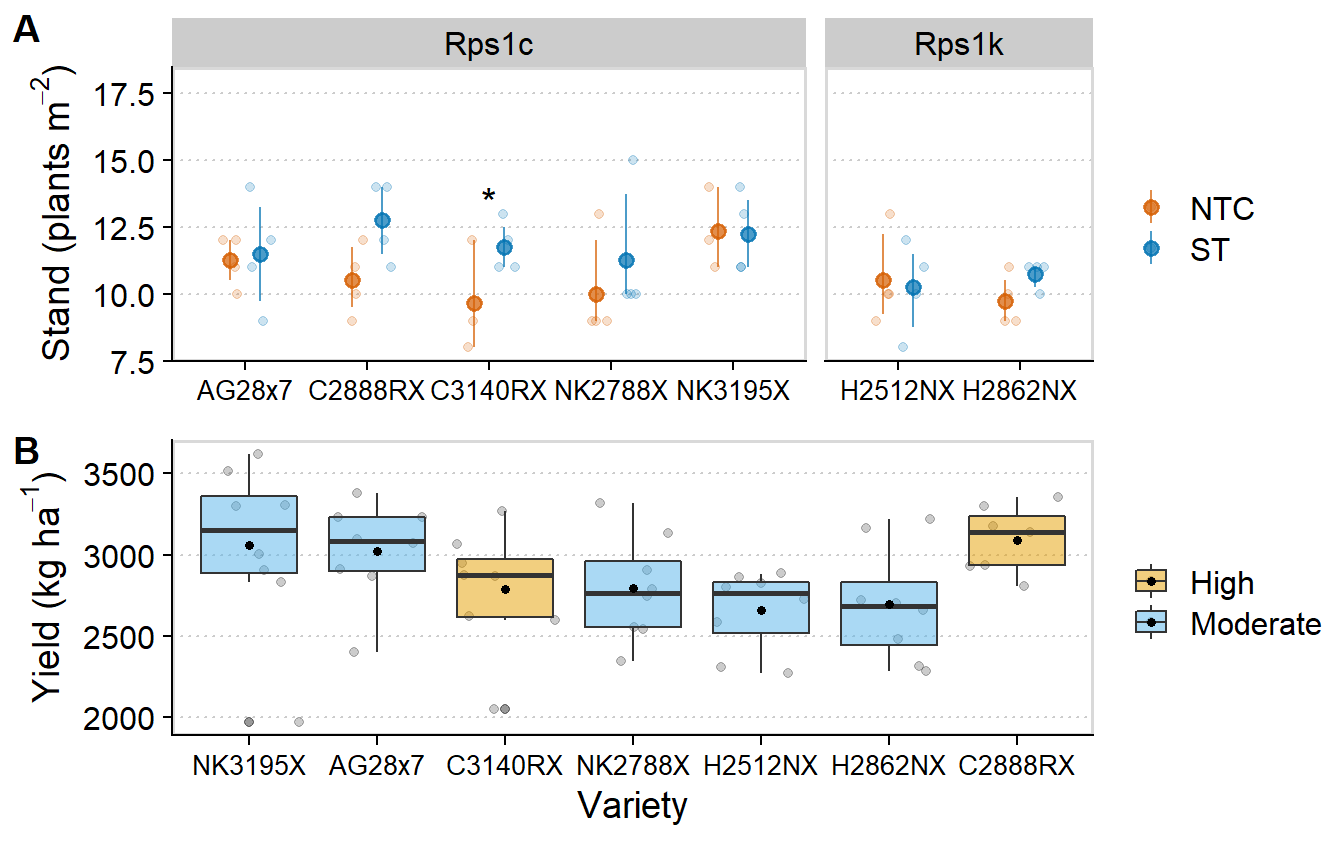 A
Rps1c Rps1k
Stand (plants m⁻²)
17.5
15.0
12.5
10.0
7.5
*
AG28x7 C2888RX C3140RX NK2788X NK3195X H2512NX H2862NX
NTC
ST
B
Yield (kg ha⁻¹)
3500
3000
2500
2000
NK3195X AG28x7 C3140RX NK2788X H2512NX H2862NX C2888RX
Variety
High
Moderate